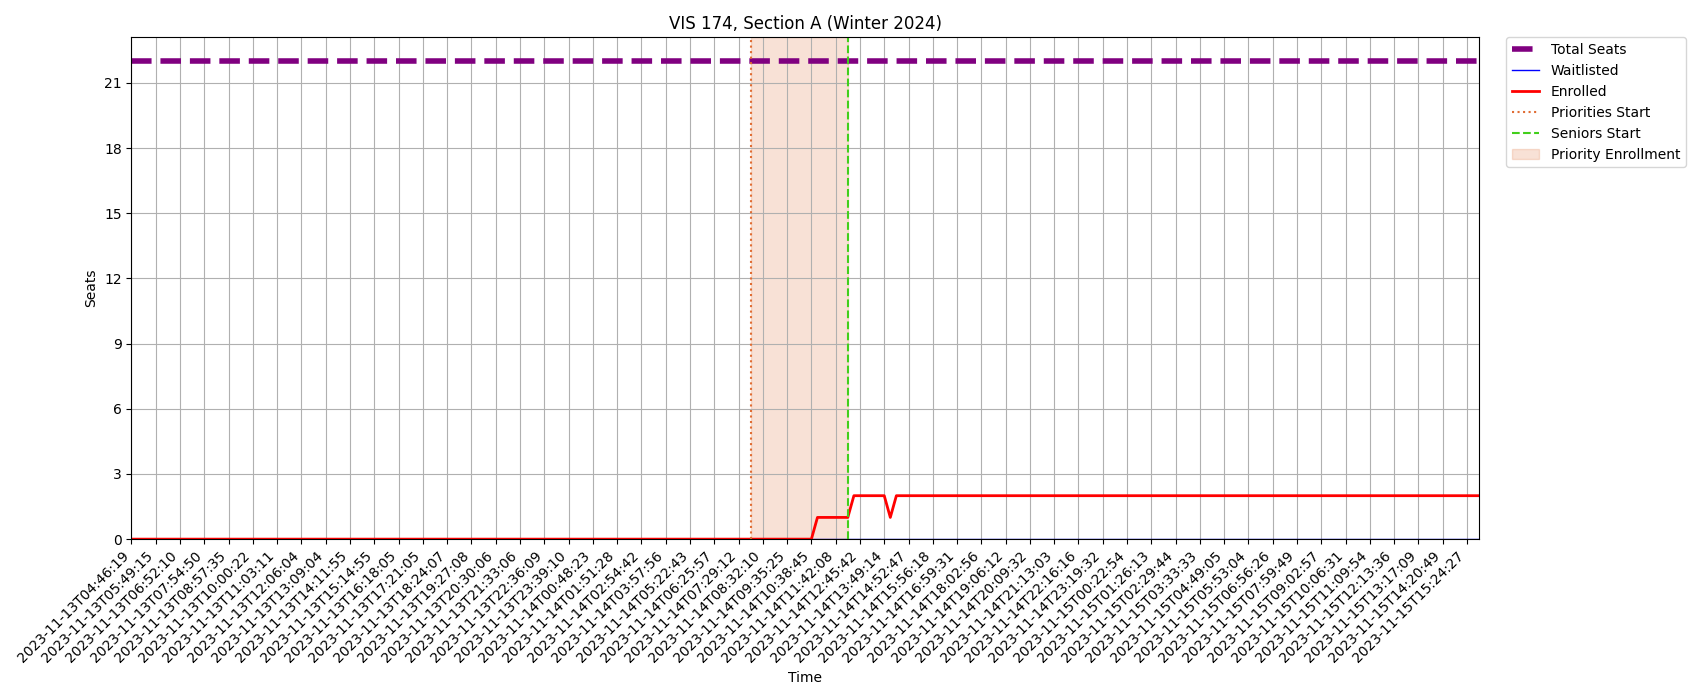 VIS 174, Section A (Winter 2024)
Total Seats
Waitlisted
Enrolled
Priorities Start
Seniors Start
Priority Enrollment
Seats
21
18
15
12
9
6
3
0
2023-11-13T04:46:19
2023-11-13T05:49:15
2023-11-13T06:52:10
2023-11-13T07:54:50
2023-11-13T08:57:35
2023-11-13T10:00:22
2023-11-13T11:03:11
2023-11-13T12:06:04
2023-11-13T13:09:04
2023-11-13T14:11:55
2023-11-13T15:14:55
2023-11-13T16:18:05
2023-11-13T17:21:05
2023-11-13T18:24:07
2023-11-13T19:27:08
2023-11-13T20:30:06
2023-11-13T21:33:06
2023-11-13T22:36:09
2023-11-13T23:39:10
2023-11-14T00:48:23
2023-11-14T01:51:28
2023-11-14T02:54:42
2023-11-14T03:57:56
2023-11-14T05:22:43
2023-11-14T06:25:57
2023-11-14T07:29:12
2023-11-14T08:32:10
2023-11-14T09:35:25
2023-11-14T10:38:45
2023-11-14T11:42:08
2023-11-14T12:45:42
2023-11-14T13:49:14
2023-11-14T14:52:47
2023-11-14T15:56:18
2023-11-14T16:59:31
2023-11-14T18:02:56
2023-11-14T19:06:12
2023-11-14T20:09:32
2023-11-14T21:13:03
2023-11-14T22:16:16
2023-11-14T23:19:32
2023-11-15T00:22:54
2023-11-15T01:26:13
2023-11-15T02:29:44
2023-11-15T03:33:33
2023-11-15T04:49:05
2023-11-15T05:53:04
2023-11-15T06:56:26
2023-11-15T07:59:49
2023-11-15T09:02:57
2023-11-15T10:06:31
2023-11-15T11:09:54
2023-11-15T12:13:36
2023-11-15T13:17:09
2023-11-15T14:20:49
2023-11-15T15:24:27
Time